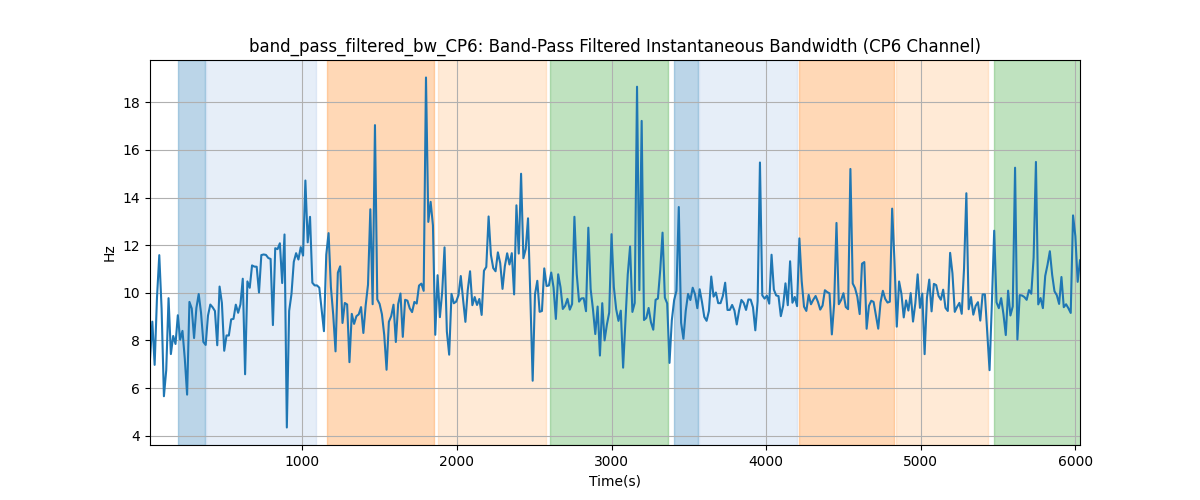 band_pass_filtered_bw_CP6: Band-Pass Filtered Instantaneous Bandwidth (CP6 Channel)
18
16
14
12
10
8
6
4
Hz
1000 2000 3000 4000 5000 6000
Time(s)